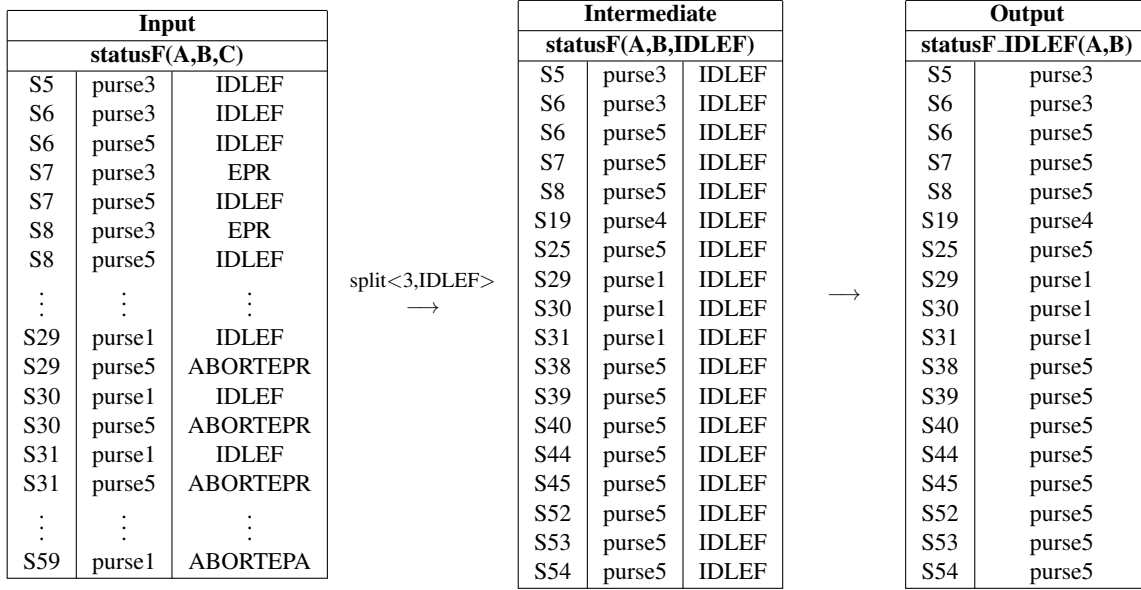 Input
statusF(A,B,C)
S5 purse3 IDLEF
S6 purse3 IDLEF
S6 purse5 IDLEF
S7 purse3 EPR
S7 purse5 IDLEF
S8 purse3 EPR
S8 purse5 IDLEF
⋮ ⋮ ⋮
S29 purse1 IDLEF
S29 purse5 ABORTEPR
S30 purse1 IDLEF
S30 purse5 ABORTEPR
S31 purse1 IDLEF
S31 purse5 ABORTEPR
⋮ ⋮ ⋮
S59 purse1 ABORTEPA
split<3,IDLEF>
→
Intermediate
statusF(A,B,IDLEF)
S5 purse3 IDLEF
S6 purse3 IDLEF
S6 purse5 IDLEF
S7 purse5 IDLEF
S8 purse5 IDLEF
S19 purse4 IDLEF
S25 purse5 IDLEF
S29 purse1 IDLEF
S30 purse1 IDLEF
S31 purse1 IDLEF
S38 purse5 IDLEF
S39 purse5 IDLEF
S40 purse5 IDLEF
S44 purse5 IDLEF
S45 purse5 IDLEF
S52 purse5 IDLEF
S53 purse5 IDLEF
S54 purse5 IDLEF
→
Output
statusF_IDLEF(A,B)
S5 purse3
S6 purse3
S6 purse5
S7 purse5
S8 purse5
S19 purse4
S25 purse5
S29 purse1
S30 purse1
S31 purse1
S38 purse5
S39 purse5
S40 purse5
S44 purse5
S45 purse5
S52 purse5
S53 purse5
S54 purse5